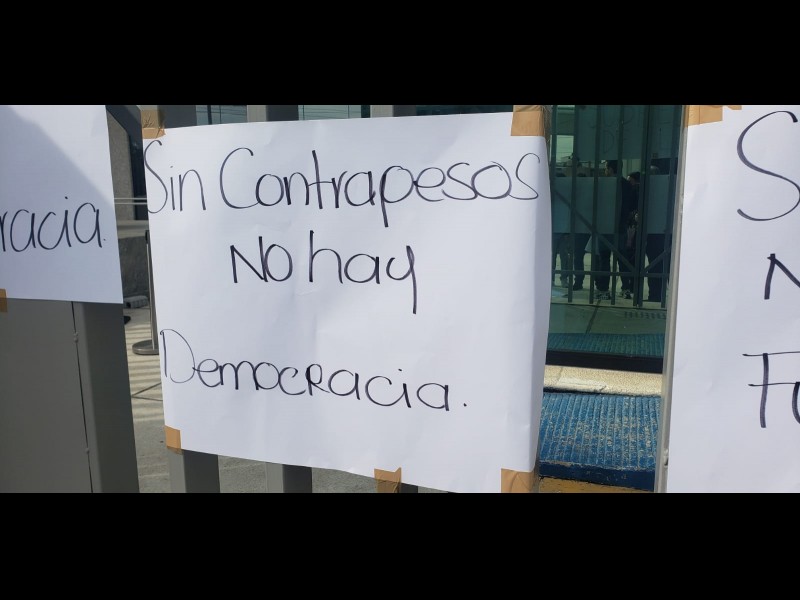 Sin Contrapesos
No hay
Democracia.